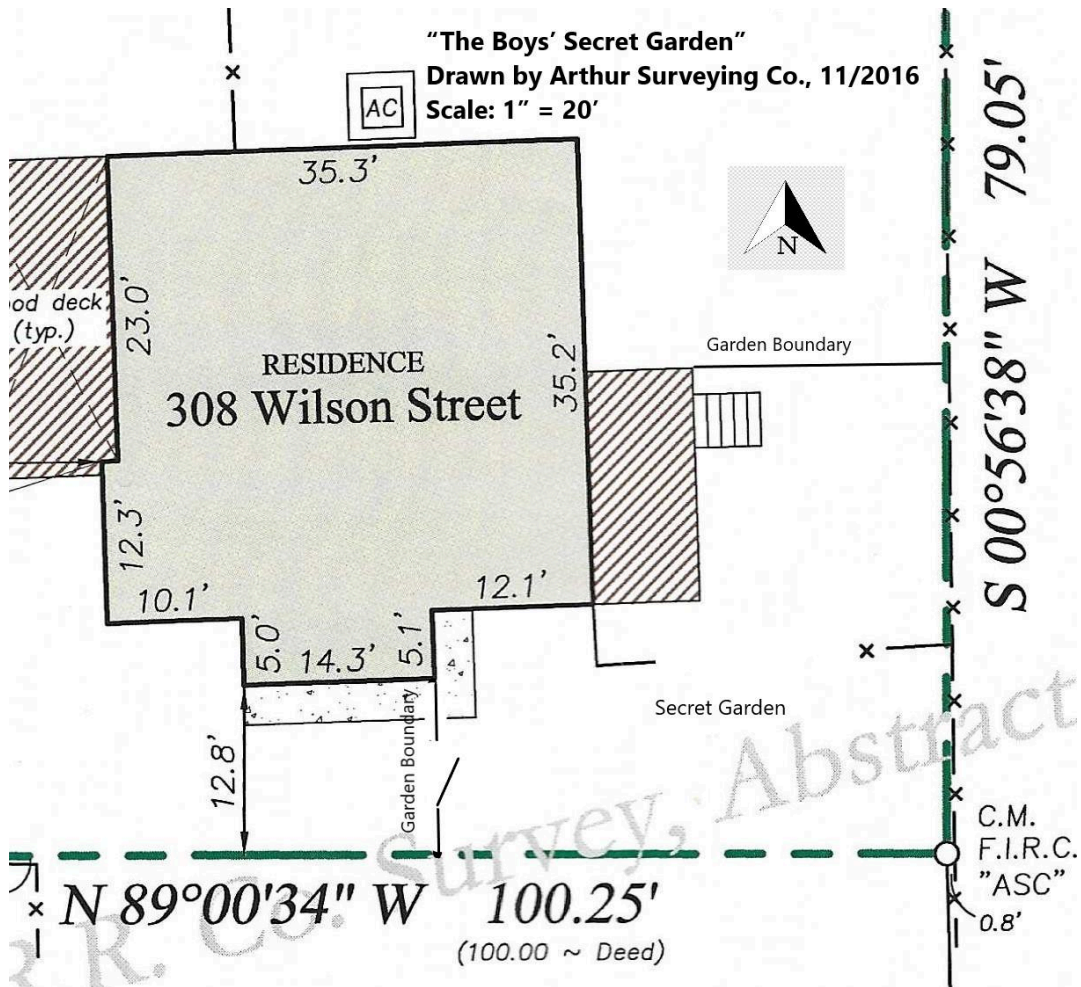 “The Boys’ Secret Garden”
Drawn by Arthur Surveying Co., 11/2016
Scale: 1” = 20’
AC
35.3’
79.05'
N
ood deck
(typ.)
23.0’
RESIDENCE
308 Wilson Street
35.2’
Garden Boundary
S 00°56'38" W
12.3’
10.1’
12.1’
5.0’
14.3’
5.1’
Garden Boundary
Secret Garden
12.8’
R. Co. Survey, Abstract
C.M.
F.I.R.C.
"ASC"
0.8’
N 89°00'34" W 100.25'
(100.00 ~ Deed)